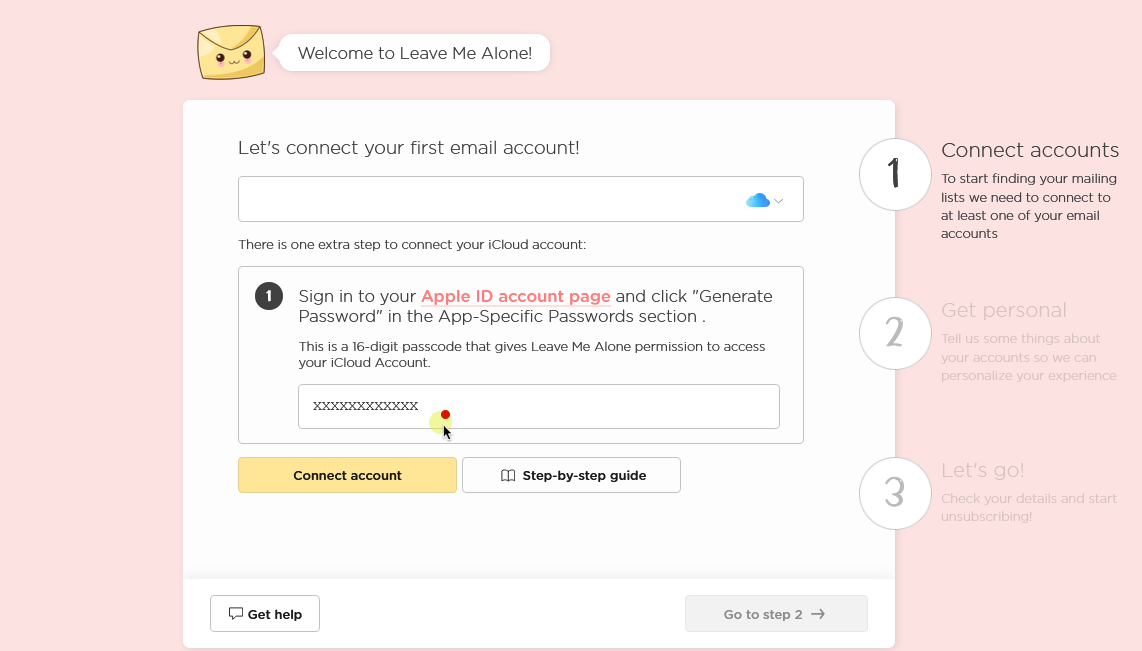 Welcome to Leave Me Alone!
Let's connect your first email account!
There is one extra step to connect your iCloud account:
1
Sign in to your Apple ID account page and click "Generate
Password" in the App-Specific Passwords section .
This is a 16-digit passcode that gives Leave Me Alone permission to access
your iCloud Account.
XXXXXXXXXXXX
Connect account
Step-by-step guide
Get help
Go to step 2
1
Connect accounts
To start finding your mailing
lists we need to connect to
at least one of your email
accounts
2
Get personal
Tell us some things about
your accounts so we can
personalize your experience
3
Let's go!
Check your details and start
unsubscribing!